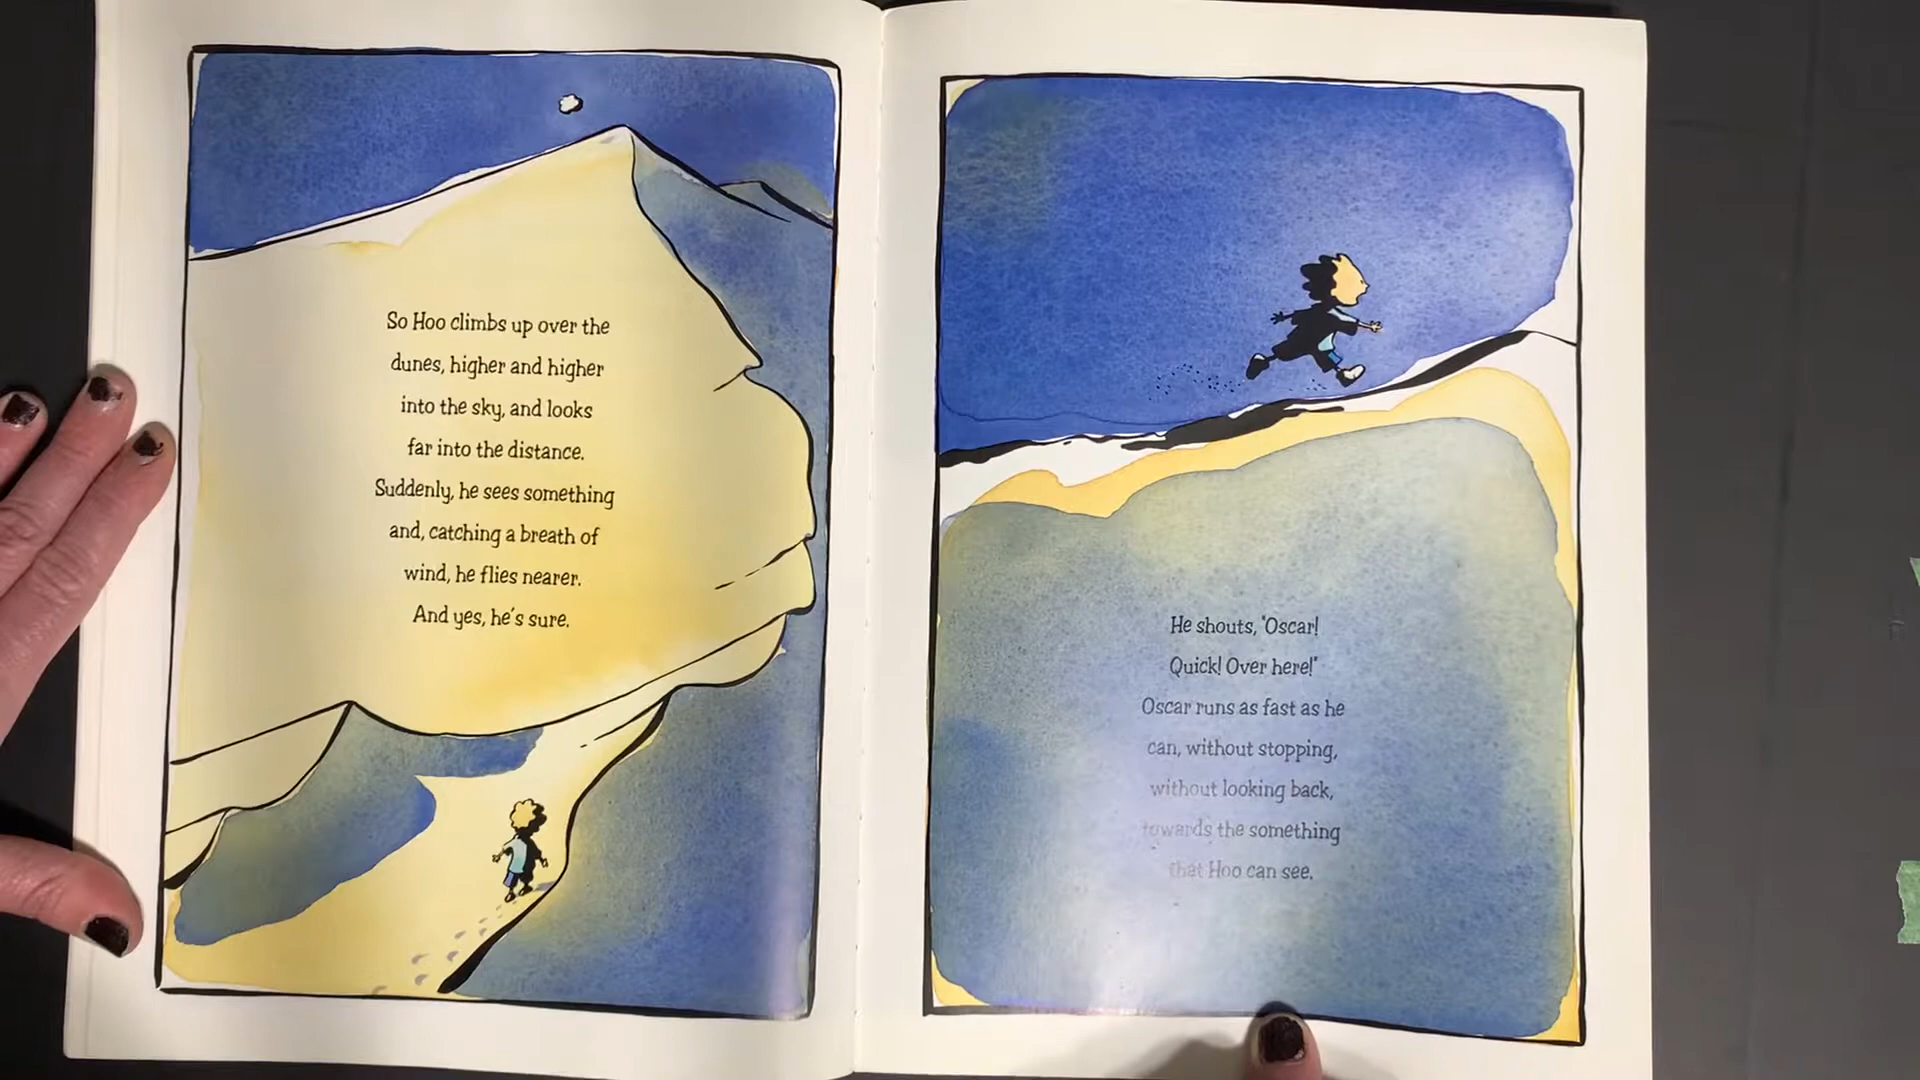 So Hoo climbs up over the
dunes, higher and higher
into the sky, and looks
far into the distance.
Suddenly, he sees something
and, catching a breath of
wind, he flies nearer.
And yes, he's sure.
He shouts, "Oscar!
Quick! Over here!"
Oscar runs as fast as he
can, without stopping,
without looking back,
towards the something
that Hoo can see.